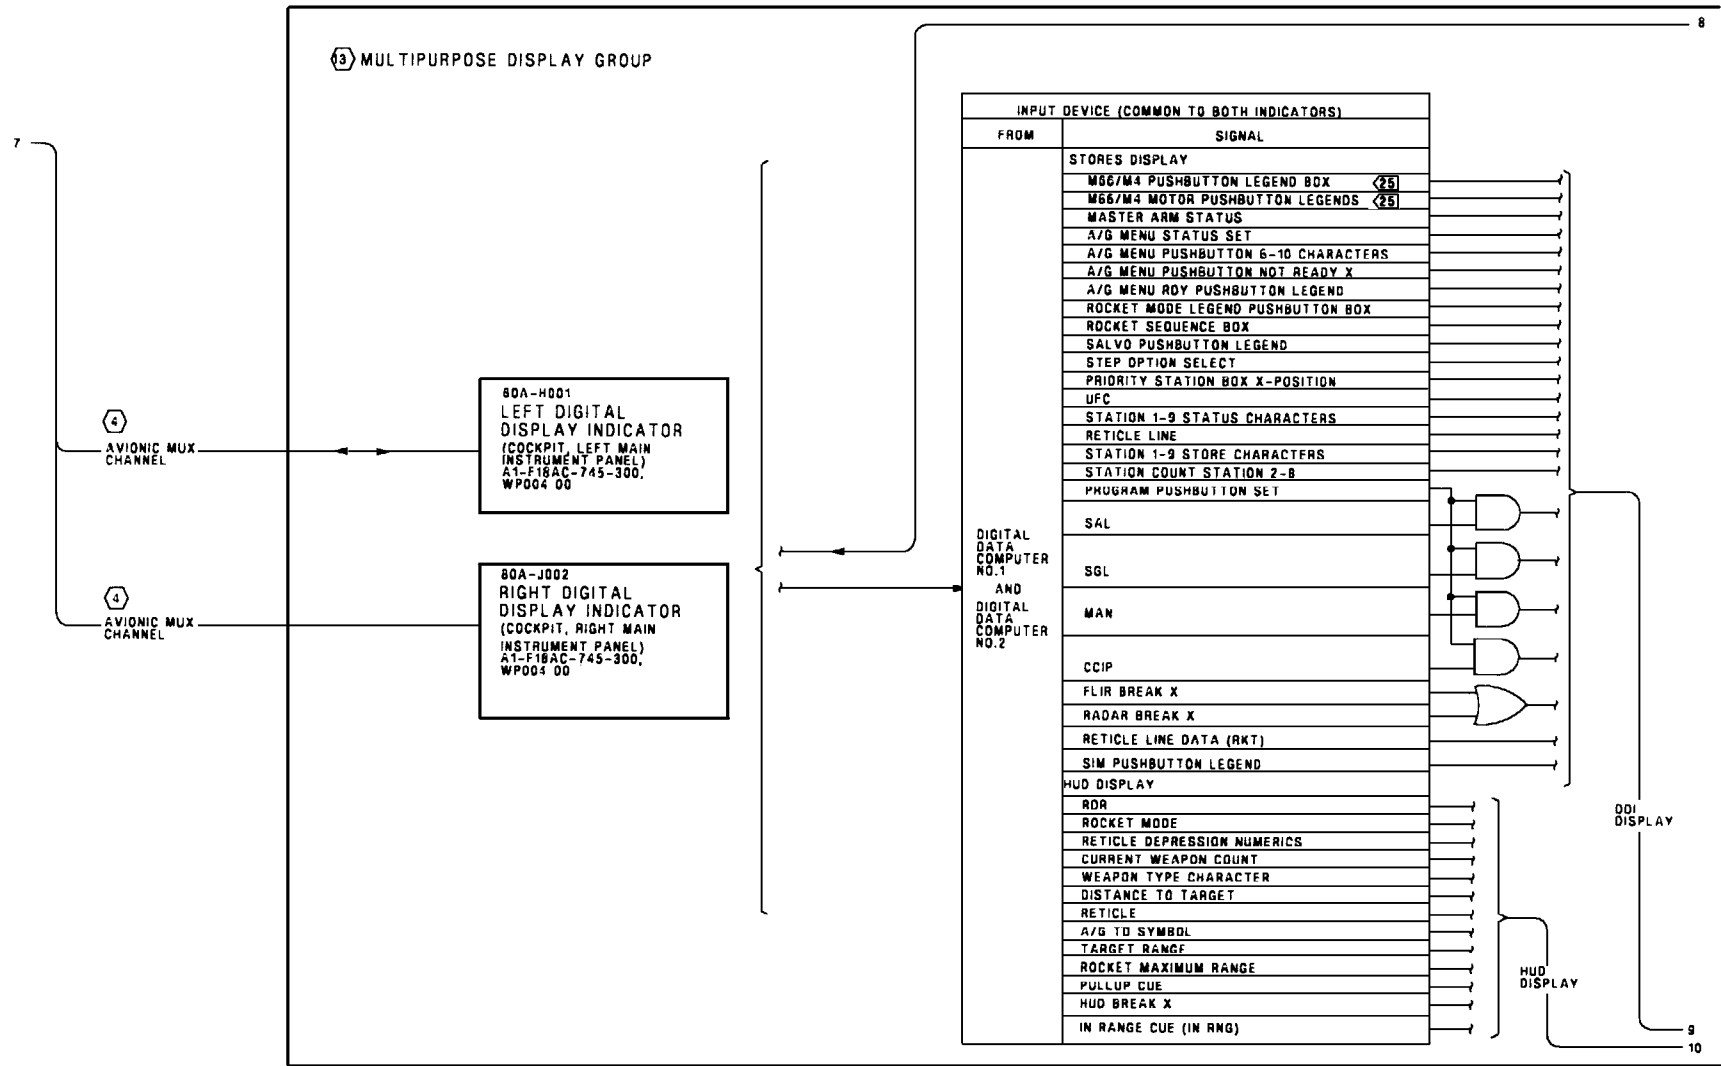 8
13 MULTIPURPOSE DISPLAY GROUP
7
4
AVIONIC MUX
CHANNEL
4
AVIONIC MUX
CHANNEL
80A-H001
LEFT DIGITAL
DISPLAY INDICATOR
(COCKPIT, LEFT MAIN
INSTRUMENT PANEL)
A1-F18AC-745-300,
WP004 00
80A-J002
RIGHT DIGITAL
DISPLAY INDICATOR
(COCKPIT, RIGHT MAIN
INSTRUMENT PANEL)
A1-F18AC-745-300,
WP004 00
INPUT DEVICE (COMMON TO BOTH INDICATORS)
FROM SIGNAL
DIGITAL
DATA
COMPUTER
NO.1
AND
DIGITAL
DATA
COMPUTER
NO.2
STORES DISPLAY
M66/M4 PUSHBUTTON LEGEND BOX 25
M66/M4 MOTOR PUSHBUTTON LEGENDS 25
MASTER ARM STATUS
A/G MENU STATUS SET
A/G MENU PUSHBUTTON 6-10 CHARACTERS
A/G MENU PUSHBUTTON NOT READY X
A/G MENU RDY PUSHBUTTON LEGEND
ROCKET MODE LEGEND PUSHBUTTON BOX
ROCKET SEQUENCE BOX
SALVO PUSHBUTTON LEGEND
STEP OPTION SELECT
PRIORITY STATION BOX X-POSITION
UFC
STATION 1-9 STATUS CHARACTERS
RETICLE LINE
STATION 1-9 STORE CHARACTERS
STATION COUNT STATION 2-8
PROGRAM PUSHBUTTON SET
SAL
SGL
MAN
CCIP
FLIR BREAK X
RADAR BREAK X
RETICLE LINE DATA (RKT)
SIM PUSHBUTTON LEGEND
HUD DISPLAY
RDR
ROCKET MODE
RETICLE DEPRESSION NUMERICS
CURRENT WEAPON COUNT
WEAPON TYPE CHARACTER
DISTANCE TO TARGET
RETICLE
A/G TD SYMBOL
TARGET RANGE
ROCKET MAXIMUM RANGE
PULLUP CUE
HUD BREAK X
IN RANGE CUE (IN RNG)
DDI
DISPLAY
HUD
DISPLAY
9
10